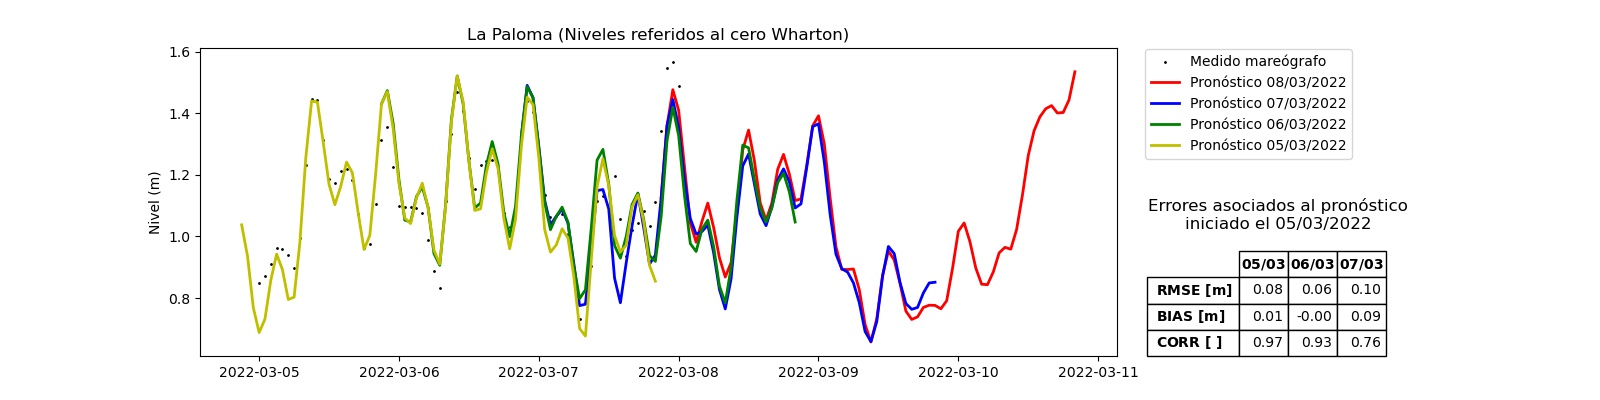 La Paloma (Niveles referidos al cero Wharton)
Nivel (m)
1.6
1.4
1.2
1.0
0.8
2022-03-05 2022-03-06 2022-03-07 2022-03-08 2022-03-09 2022-03-10 2022-03-11
Medido mareógrafo
Pronóstico 08/03/2022
Pronóstico 07/03/2022
Pronóstico 06/03/2022
Pronóstico 05/03/2022
Errores asociados al pronóstico
iniciado el 05/03/2022
05/03 06/03 07/03
RMSE [m] 0.08 0.06 0.10
BIAS [m] 0.01 -0.00 0.09
CORR [ ] 0.97 0.93 0.76